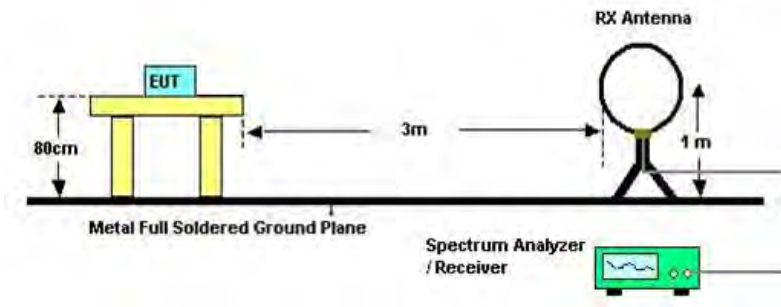 RX Antenna
EUT
80cm
3m
1 m
Metal Full Soldered Ground Plane
Spectrum Analyzer
/ Receiver